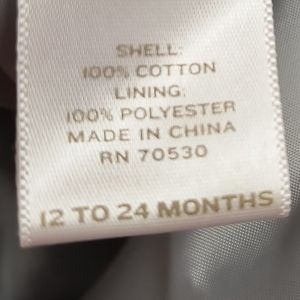 SHELL:
100% COTTON
LINING:
100% POLYESTER
MADE IN CHINA
RN 70530
12 TO 24 MONTHS